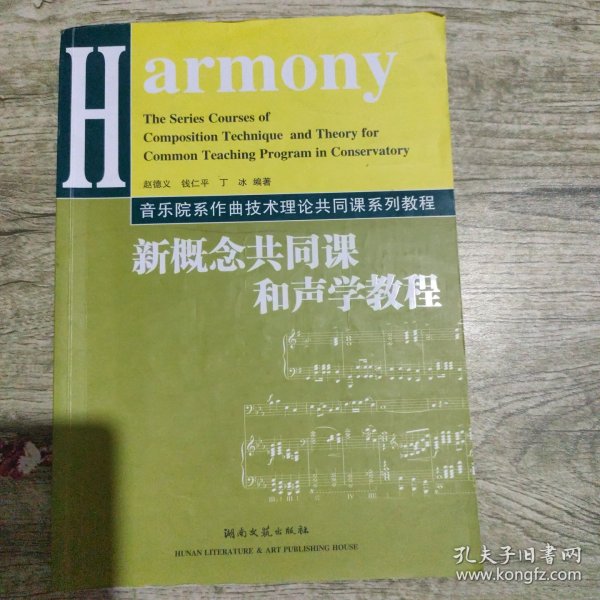 Harmony
The Series Courses of
Composition Technique and Theory for
Common Teaching Program in Conservatory
赵德义 钱仁平 丁 冰 编著
音乐院系作曲技术理论共同课系列教程
新概念共同课
和声学教程
湖南文艺出版社
HUNAN LITERATURE & ART PUBLISHING HOUSE
孔夫子旧书网
www.kongfz.com